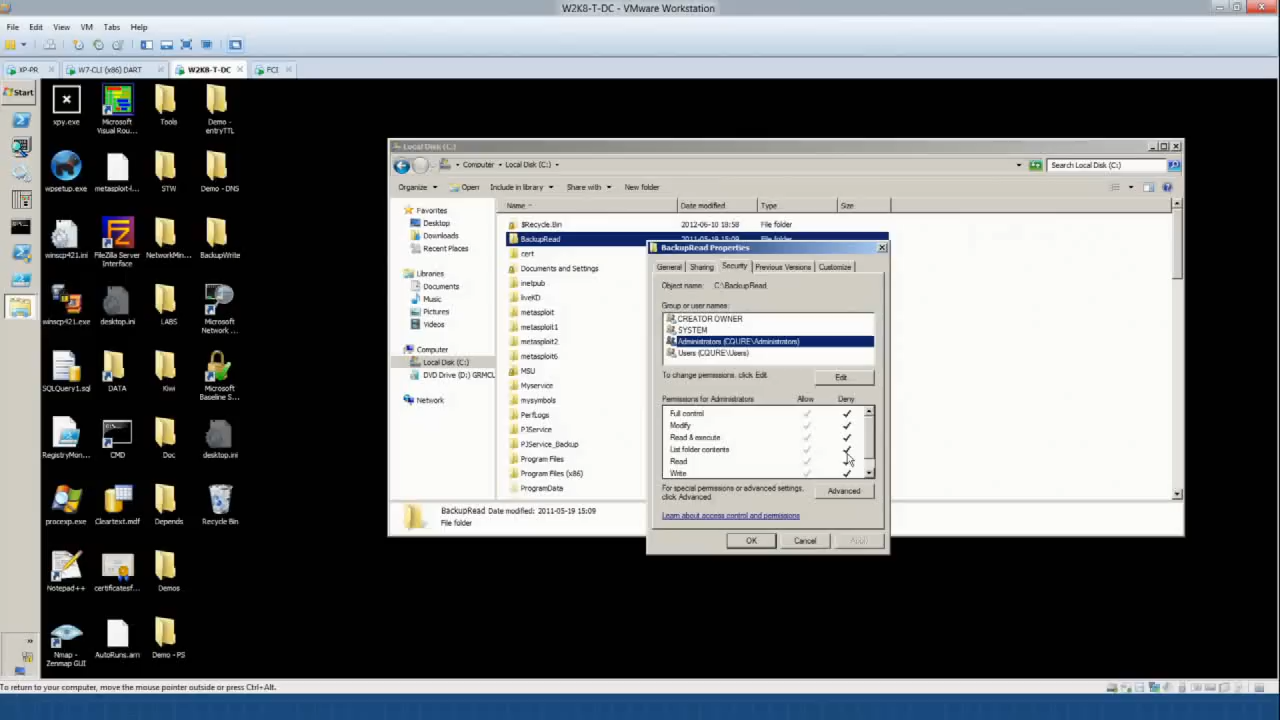 W2K8-T-DC - VMware Workstation
File Edit View VM Tabs Help
XP-PR W7-CLI (x86) DART W2K8-T-DC FCI
Start
xpy.exe
Microsoft Visual Rou...
Tools
Demo - entryTTL
wpsetup.exe
metasploit-l...
STW
Demo - DNS
winscp421.ini
FileZilla Server Interface
NetworkMin...
BackupWrite
winscp421.exe
desktop.ini
LABS
Microsoft Network ...
SQLQuery1.sql
DATA
Kiwi
Microsoft Baseline S...
RegistryMon...
CMD
Doc
desktop.ini
procexp.exe
Cleartext.mdf
Depends
Recycle Bin
Notepad++
certificatesf...
Demos
Nmap - Zenmap GUI
AutoRuns.arn
Demo - PS
Local Disk (C:)
Computer Local Disk (C:)
Search Local Disk (C:)
Organize Open Include in library Share with New folder
Favorites
Desktop
Downloads
Recent Places
Libraries
Documents
Music
Pictures
Videos
Computer
Local Disk (C:)
DVD Drive (D:) GRMCL
Network
Name Date modified Type Size
$Recycle.Bin 2012-06-10 18:58 File folder
BackupRead 2011-05-19 15:09 File folder
cert
Documents and Settings
inetpub
liveKD
metasploit
metasploit1
metasploit2
metasploit6
MSU
Myservice
mysymbols
PerfLogs
PJService
PJService_Backup
Program Files
Program Files (x86)
ProgramData
BackupRead Date modified: 2011-05-19 15:09
File folder
BackupRead Properties
General Sharing Security Previous Versions Customize
Object name: C:\BackupRead
Group or user names:
CREATOR OWNER
SYSTEM
Administrators (CQURE\Administrators)
Users (CQURE\Users)
To change permissions, click Edit.
Edit...
Permissions for Administrators Allow Deny
Full control
Modify
Read & execute
List folder contents
Read
Write
For special permissions or advanced settings, click Advanced.
Advanced
Learn about access control and permissions
OK Cancel Apply
To return to your computer, move the mouse pointer outside or press Ctrl+Alt.